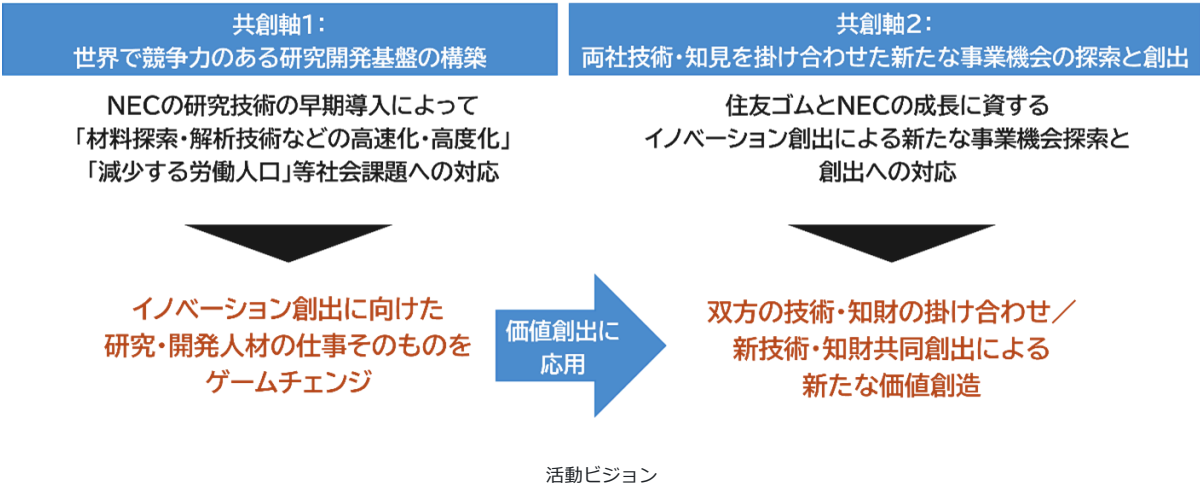 共創軸1:
世界で競争力のある研究開発基盤の構築
NECの研究技術の早期導入によって
「材料探索・解析技術などの高速化・高度化」
「減少する労働人口」等社会課題への対応
イノベーション創出に向けた
研究・開発人材の仕事そのものを
ゲームチェンジ
価値創出に
応用
共創軸2:
両社技術・知見を掛け合わせた新たな事業機会の探索と創出
住友ゴムとNECの成長に資する
イノベーション創出による新たな事業機会探索と
創出への対応
双方の技術・知財の掛け合わせ/
新技術・知財共同創出による
新たな価値創造
活動ビジョン